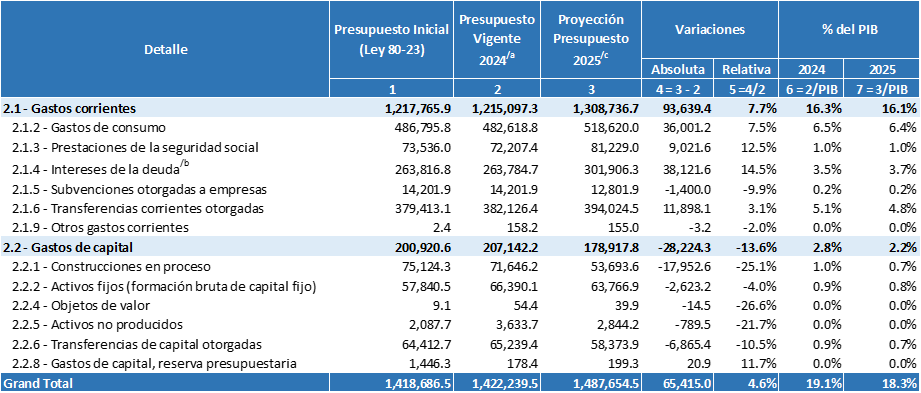 Detalle Presupuesto Inicial (Ley 80-23) Presupuesto Vigente 2024/a Proyección Presupuesto 2025/c Variaciones % del PIB
Absoluta Relativa 2024 2025
1 2 3 4 = 3 - 2 5 =4/2 6 =2/PIB 7 =3/PIB
2.1 - Gastos corrientes 1,217,765.9 1,215,097.3 1,308,736.7 93,639.4 7.7% 16.3% 16.1%
2.1.2 - Gastos de consumo 486,795.8 482,618.8 518,620.0 36,001.2 7.5% 6.5% 6.4%
2.1.3 - Prestaciones de la seguridad social 73,536.0 72,207.4 81,229.0 9,021.6 12.5% 1.0% 1.0%
2.1.4 - Intereses de la deuda/b 263,816.8 263,784.7 301,906.3 38,121.6 14.5% 3.5% 3.7%
2.1.5 - Subvenciones otorgadas a empresas 14,201.9 14,201.9 12,801.9 -1,400.0 -9.9% 0.2% 0.2%
2.1.6 - Transferencias corrientes otorgadas 379,413.1 382,126.4 394,024.5 11,898.1 3.1% 5.1% 4.8%
2.1.9 - Otros gastos corrientes 2.4 158.2 155.0 -3.2 -2.0% 0.0% 0.0%
2.2 - Gastos de capital 200,920.6 207,142.2 178,917.8 -28,224.3 -13.6% 2.8% 2.2%
2.2.1 - Construcciones en proceso 75,124.3 71,646.2 53,693.6 -17,952.6 -25.1% 1.0% 0.7%
2.2.2 - Activos fijos (formación bruta de capital fijo) 57,840.5 66,390.1 63,766.9 -2,623.2 -4.0% 0.9% 0.8%
2.2.4 - Objetos de valor 9.1 54.4 39.9 -14.5 -26.6% 0.0% 0.0%
2.2.5 - Activos no producidos 2,087.7 3,633.7 2,844.2 -789.5 -21.7% 0.0% 0.0%
2.2.6 - Transferencias de capital otorgadas 64,412.7 65,239.4 58,373.9 -6,865.4 -10.5% 0.9% 0.7%
2.2.8 - Gastos de capital, reserva presupuestaria 1,446.3 178.4 199.3 20.9 11.7% 0.0% 0.0%
Grand Total 1,418,686.5 1,422,239.5 1,487,654.5 65,415.0 4.6% 19.1% 18.3%